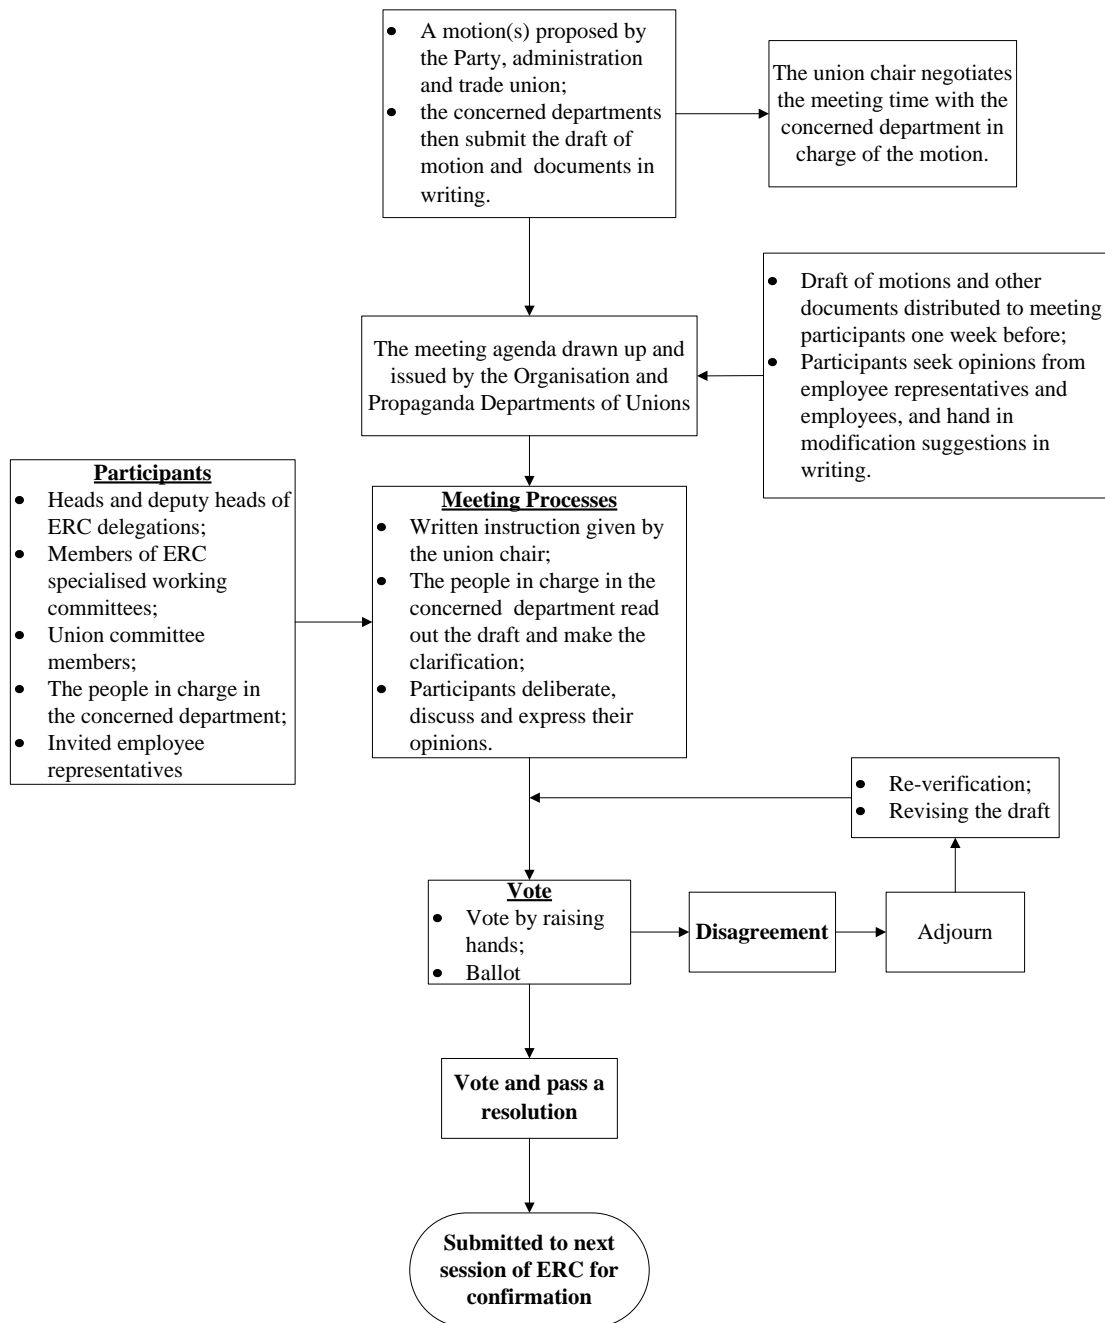 • A motion(s) proposed by
the Party, administration
and trade union;
• the concerned departments
then submit the draft of
motion and documents in
writing.
The union chair negotiates
the meeting time with the
concerned department in
charge of the motion.
• Draft of motions and other
documents distributed to meeting
participants one week before;
• Participants seek opinions from
employee representatives and
employees, and hand in
modification suggestions in
writing.
The meeting agenda drawn up and
issued by the Organisation and
Propaganda Departments of Unions
Participants
• Heads and deputy heads of
ERC delegations;
• Members of ERC
specialised working
committees;
• Union committee
members;
• The people in charge in
the concerned department;
• Invited employee
representatives
Meeting Processes
• Written instruction given by
the union chair;
• The people in charge in the
concerned department read
out the draft and make the
clarification;
• Participants deliberate,
discuss and express their
opinions.
• Re-verification;
• Revising the draft
Vote
• Vote by raising
hands;
• Ballot
Disagreement
Adjourn
Vote and pass a
resolution
Submitted to next
session of ERC for
confirmation